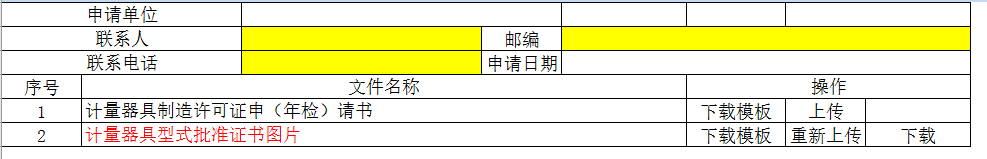 申请单位
联系人 邮编
联系电话 申请日期
序号 文件名称 操作
1 计量器具制造许可证申（年检）请书 下载模板 上传
2 计量器具型式批准证书图片 下载模板 重新上传 下载